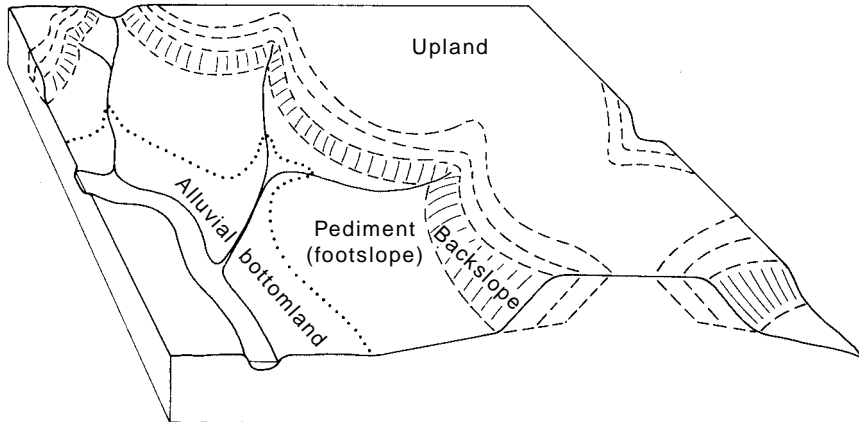 Upland
Pediment
(footslope)
Backslope
Alluvial
bottomland